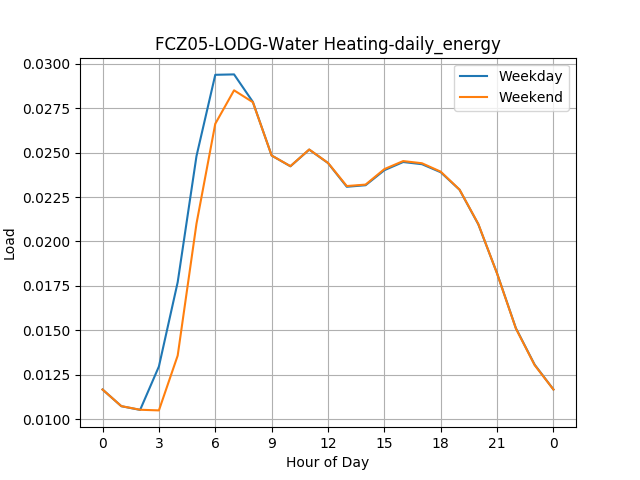 FCZ05-LODG-Water Heating-daily_energy
Weekday
Weekend
Load
0.0300
0.0275
0.0250
0.0225
0.0200
0.0175
0.0150
0.0125
0.0100
0 3 6 9 12 15 18 21 0
Hour of Day